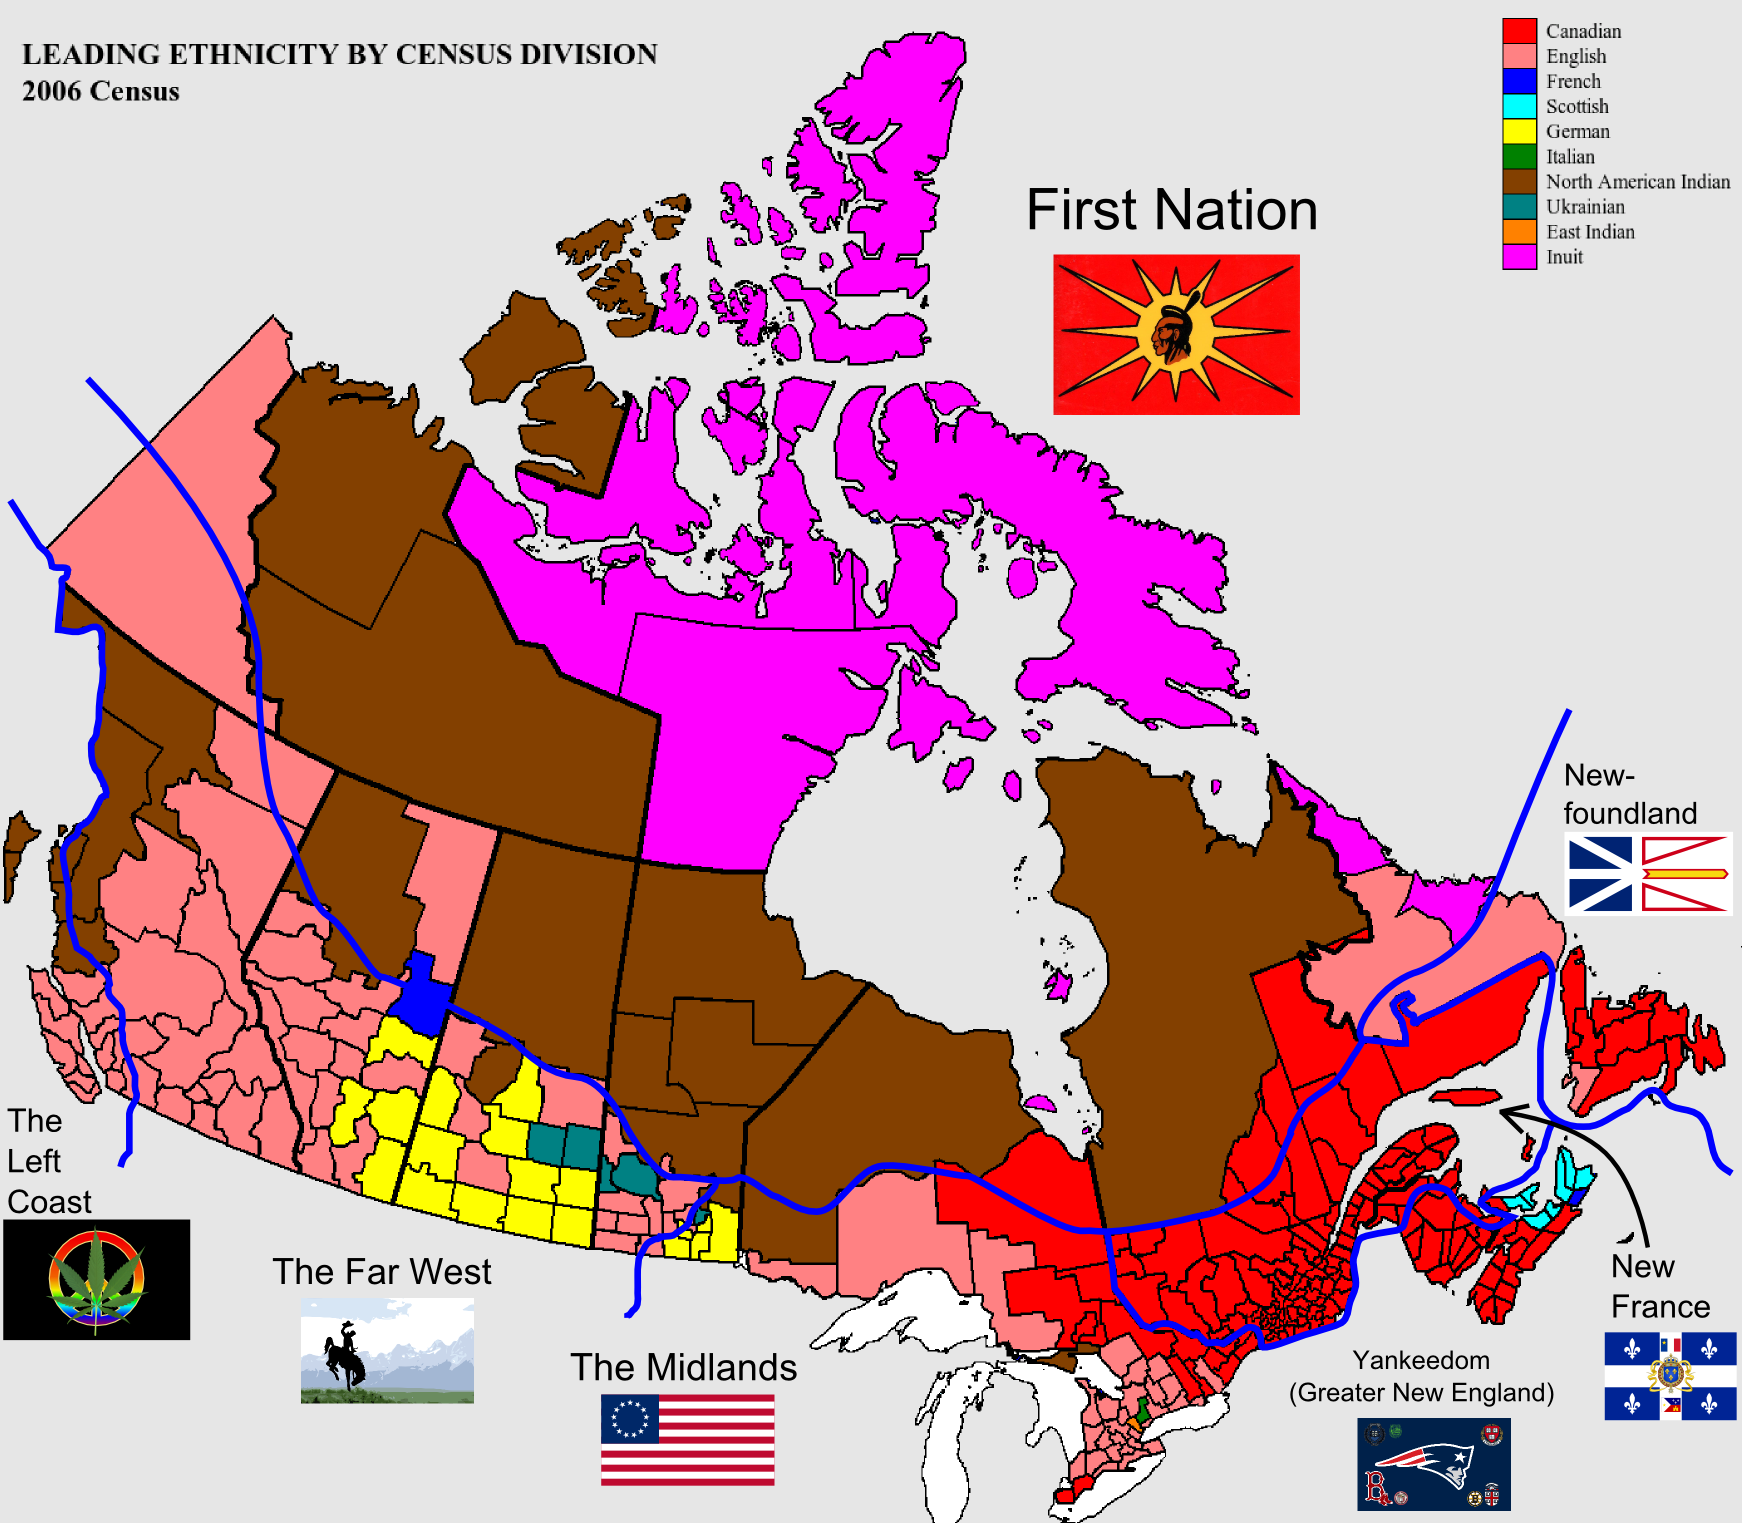 LEADING ETHNICITY BY CENSUS DIVISION
2006 Census
Canadian
English
French
Scottish
German
Italian
North American Indian
Ukrainian
East Indian
Inuit
First Nation
New-
foundland
The
Left
Coast
The Far West
The Midlands
Yankeedom
(Greater New England)
New
France
B